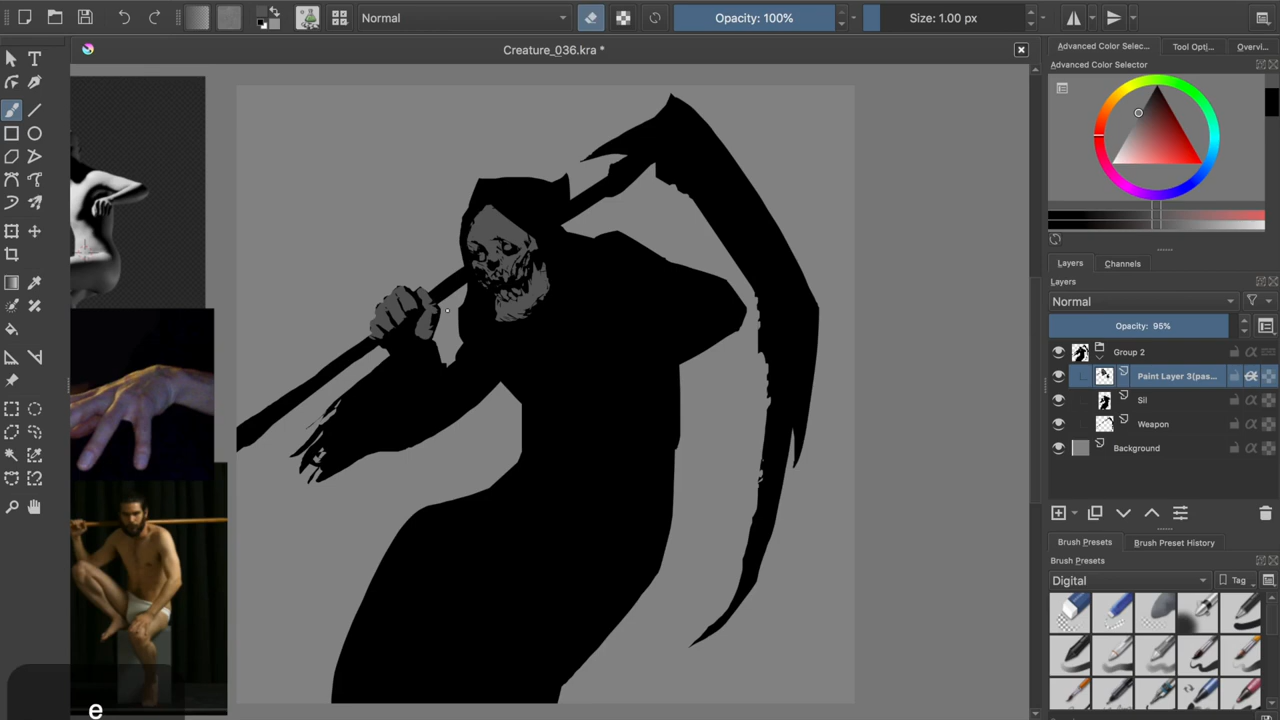 Normal
Opacity: 100%
Size: 1.00 px
Creature_036.kra *
Advanced Color Selec...
Tool Opti...
Overvi...
Advanced Color Selector
Layers
Channels
Layers
Normal
Opacity: 95%
Group 2
Paint Layer 3(pas...
Sil
Weapon
Background
Brush Presets
Brush Preset History
Brush Presets
Digital
Tag
e